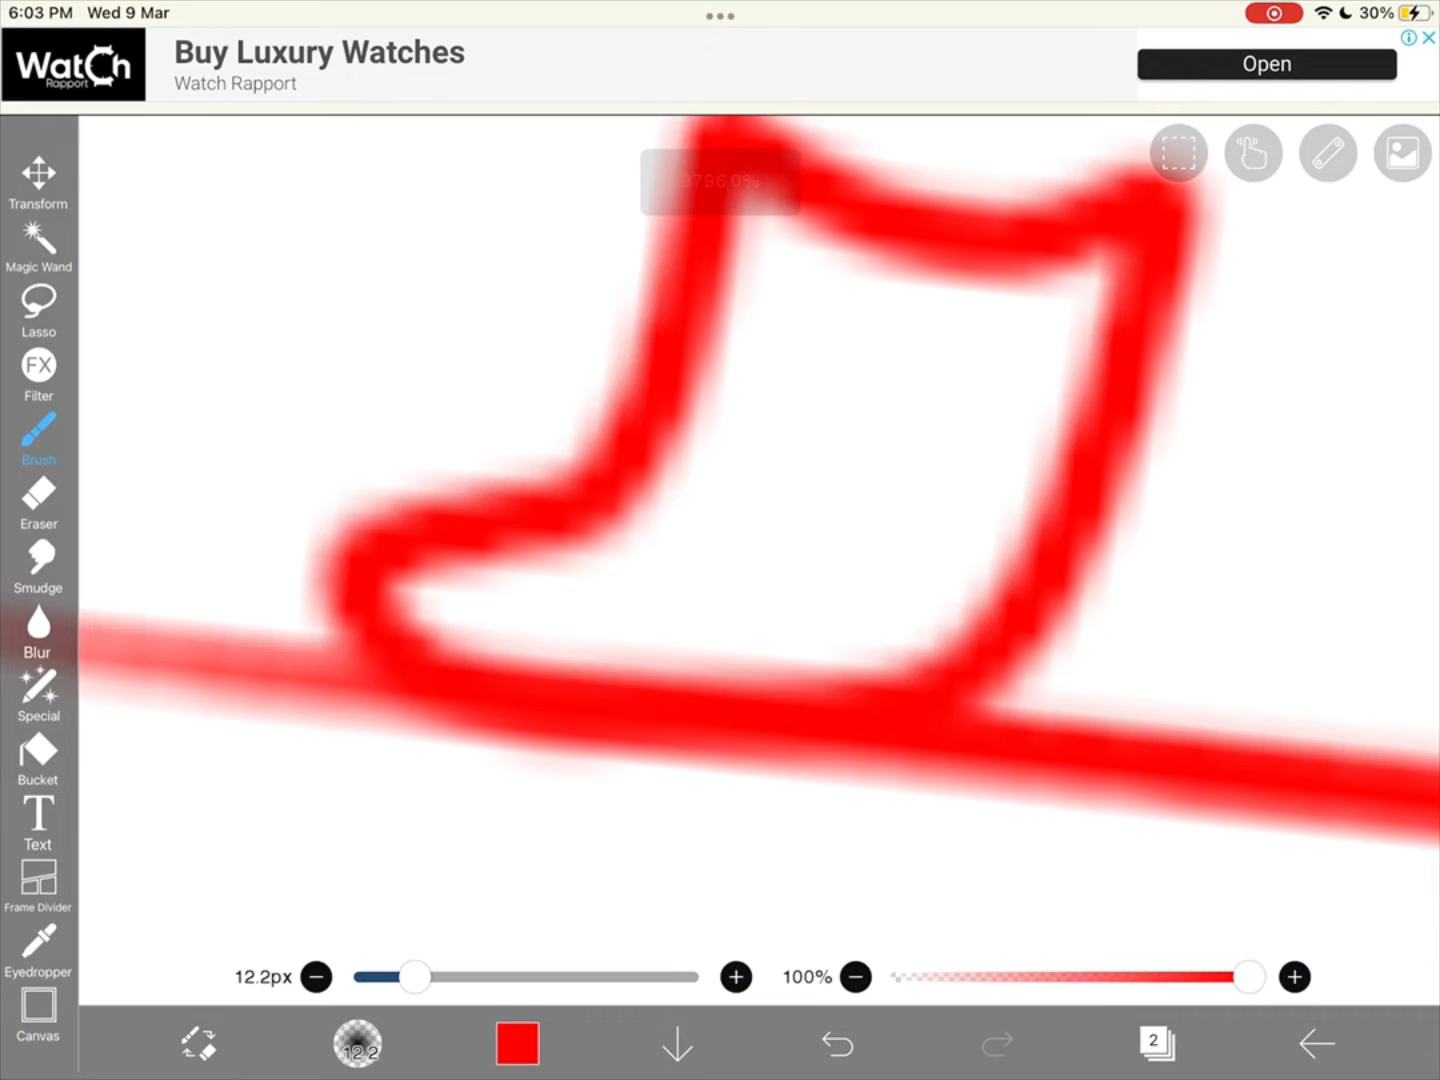 6:03 PM Wed 9 Mar
30%
WatCh
Rapport
Buy Luxury Watches
Watch Rapport
Open
3796.0%
Transform
Magic Wand
Lasso
FX
Filter
Brush
Eraser
Smudge
Blur
Special
Bucket
T
Text
Frame Divider
Eyedropper
Canvas
12.2px
100%
12.2
2